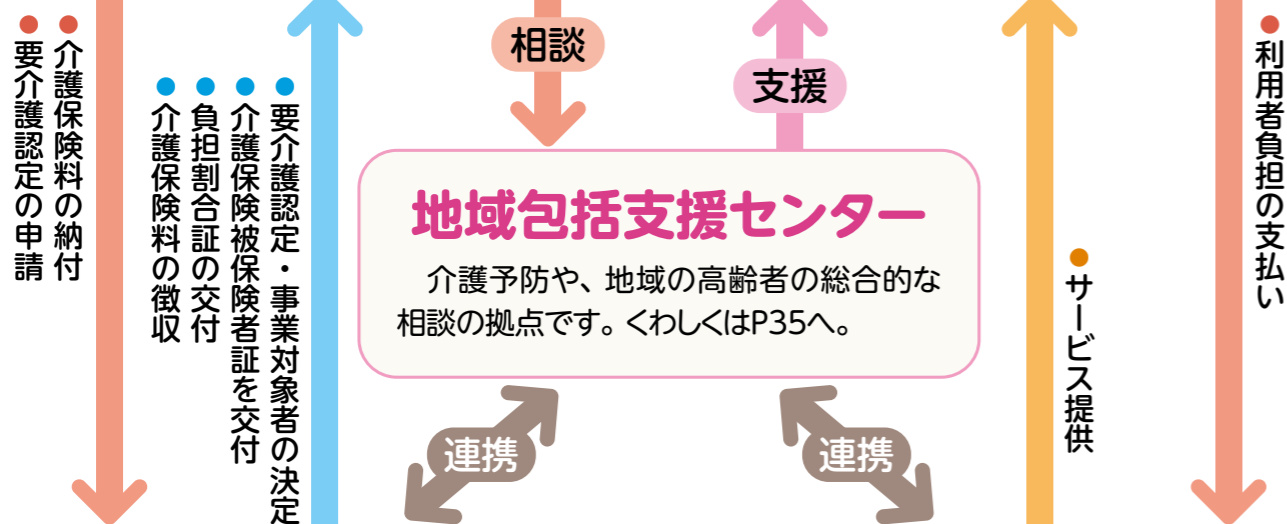 ●介護保険料の納付
●要介護認定の申請
●要介護認定・事業対象者の決定
●介護保険被保険者証を交付
●負担割合証の交付
●介護保険料の徴収
相談
支援
地域包括支援センター
介護予防や、地域の高齢者の総合的な
相談の拠点です。くわしくはP35へ。
連携
連携
●サービス提供
●利用者負担の支払い